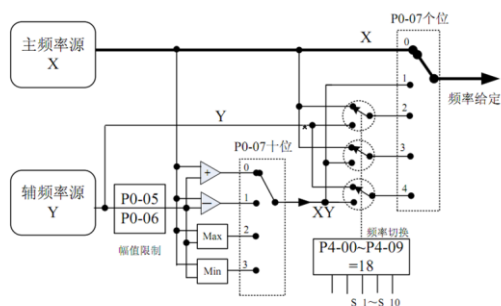 主频率源
X
X
P0-07个位
0
1
频率给定
Y
P0-07十位
2
辅频率源
Y
P0-05
P0-06
幅值限制
+
0
3
−
1
XY
4
Max
2
频率切换
Min
3
P4-00~P4-09
=18
S_1~S_10